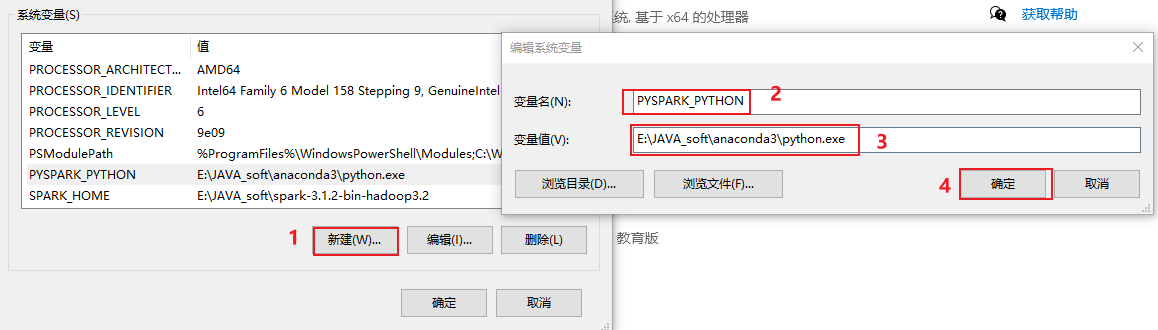 系统变量(S)
变量 值
PROCESSOR_ARCHITECT... AMD64
PROCESSOR_IDENTIFIER Intel64 Family 6 Model 158 Stepping 9, GenuineIntel
PROCESSOR_LEVEL 6
PROCESSOR_REVISION 9e09
PSModulePath %ProgramFiles%\WindowsPowerShell\Modules;C:\W
PYSPARK_PYTHON E:\JAVA_soft\anaconda3\python.exe
SPARK_HOME E:\JAVA_soft\spark-3.1.2-bin-hadoop3.2
1 新建(W)... 编辑(I)... 删除(L)
确定 取消
系统, 基于 x64 的处理器
获取帮助
编辑系统变量
变量名(N): PYSPARK_PYTHON 2
变量值(V): E:\JAVA_soft\anaconda3\python.exe 3
浏览目录(D)... 浏览文件(F)... 4 确定 取消
教育版